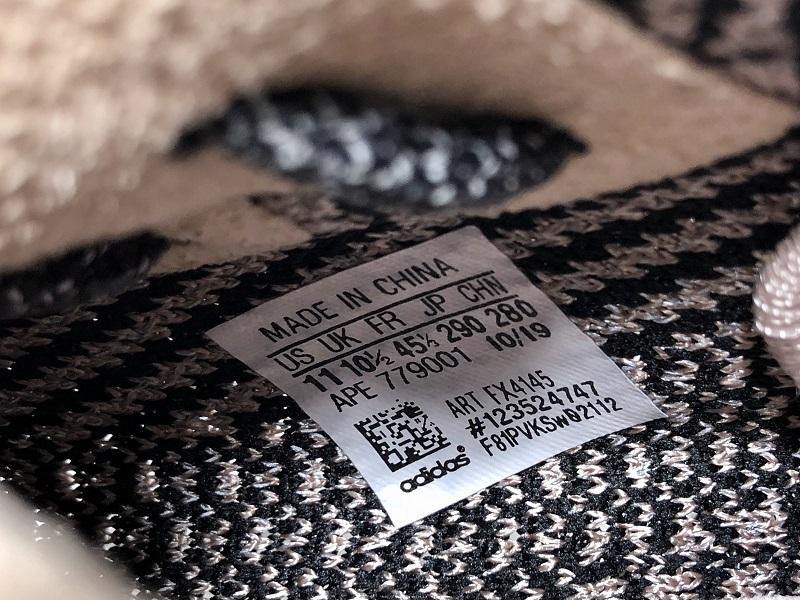 MADE IN CHINA
US UK FR JP CHN
11 10½ 45⅓ 290 280
APE 779001 10/19
ART FX4145
#123524747
F81PVKSW02112
adidas®